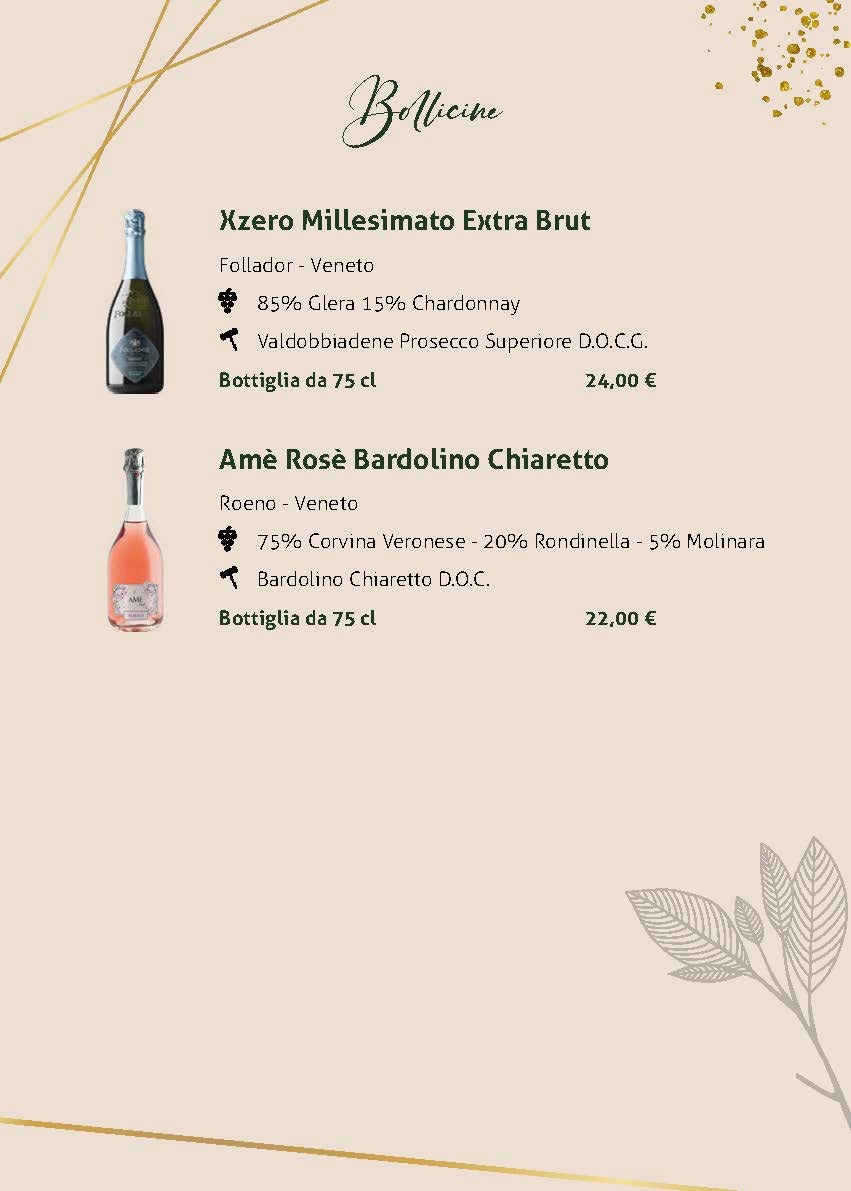 Bollicine
Xzero Millesimato Extra Brut
Follador - Veneto
85% Glera 15% Chardonnay
Valdobbiadene Prosecco Superiore D.O.C.G.
Bottiglia da 75 cl 24,00 €
Amè Rosè Bardolino Chiaretto
Roeno - Veneto
AMÈ
75% Corvina Veronese - 20% Rondinella - 5% Molinara
Bardolino Chiaretto D.O.C.
Bottiglia da 75 cl 22,00 €